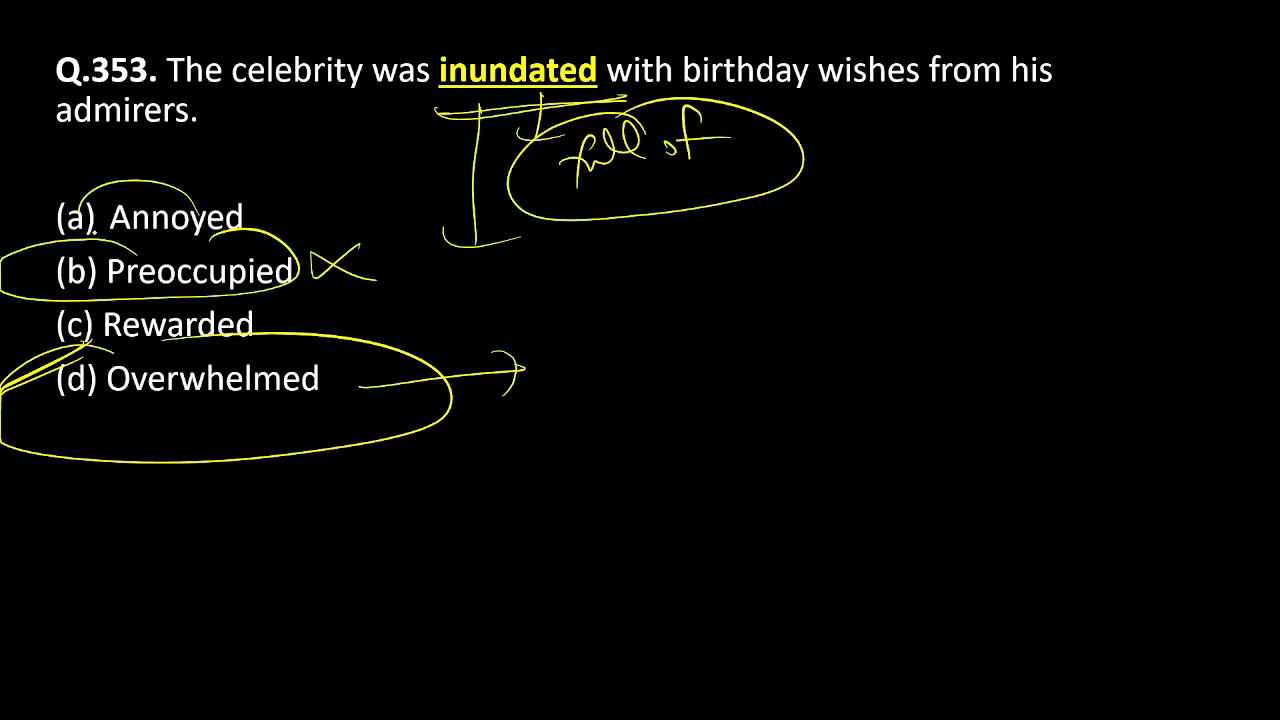 Q.353. The celebrity was inundated with birthday wishes from his
admirers.
full of
(a) Annoyed
(b) Preoccupied
(c) Rewarded
(d) Overwhelmed